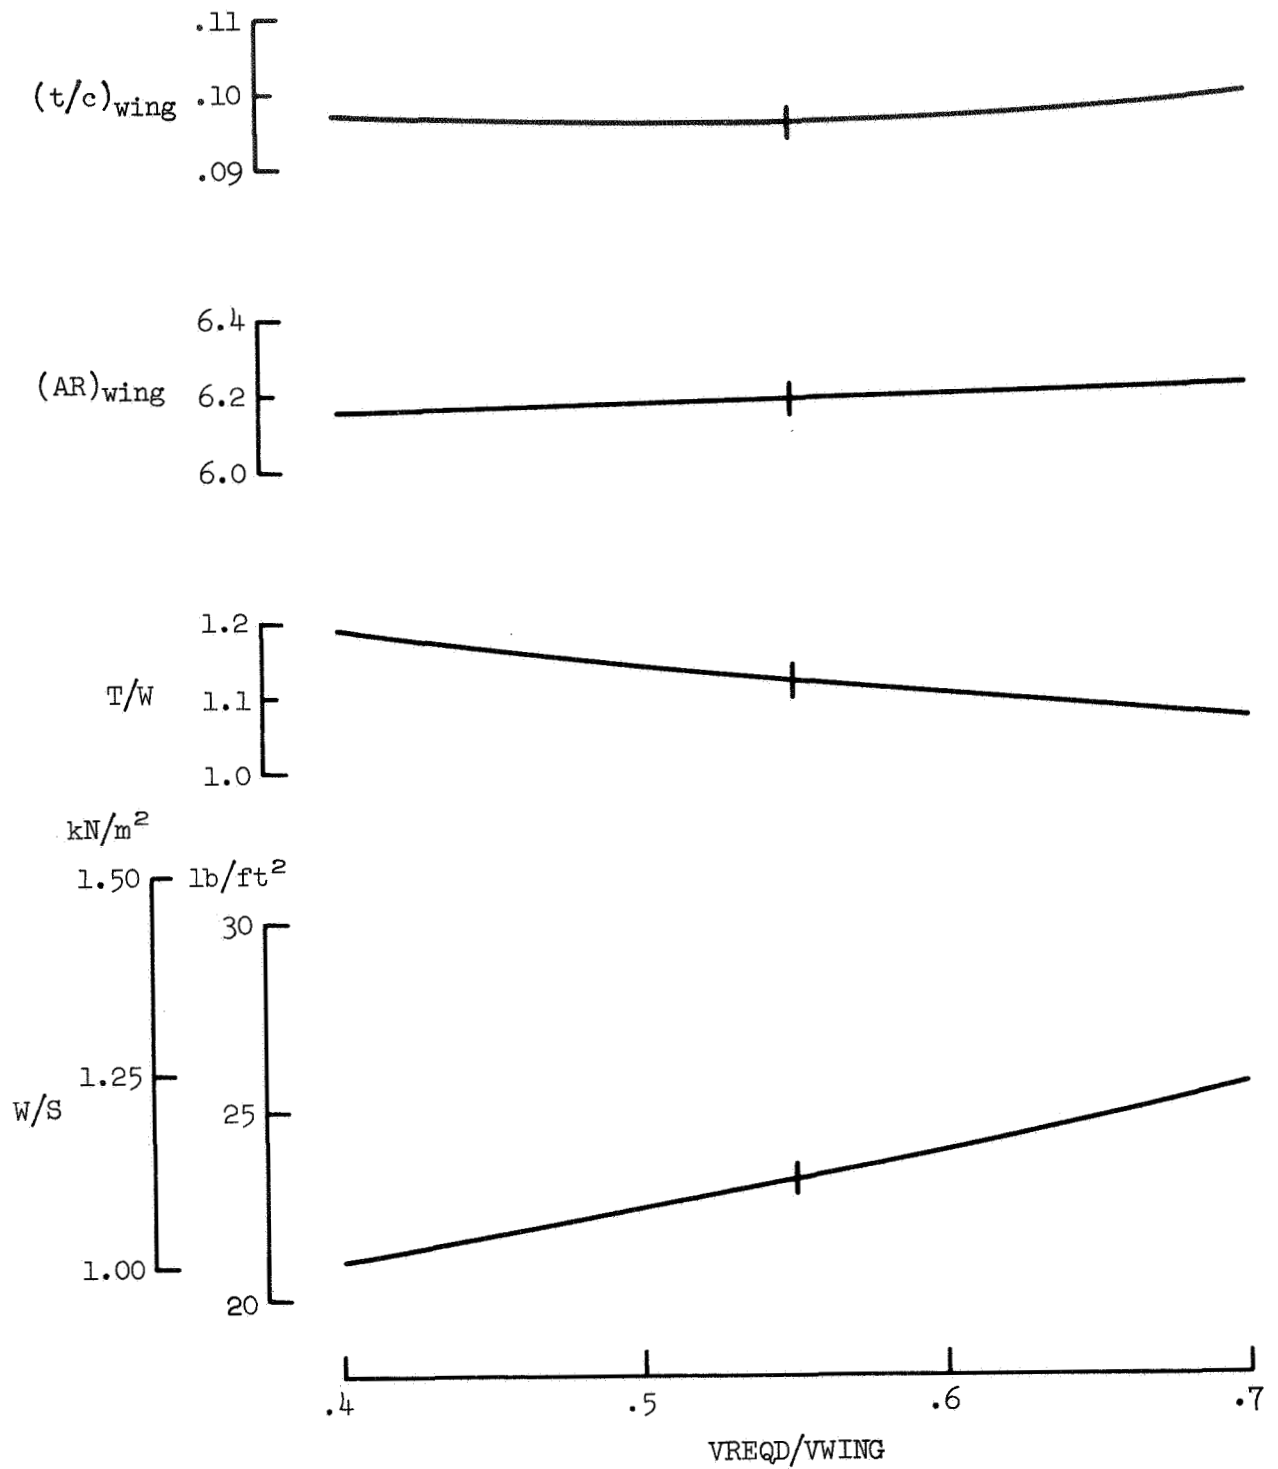 .11
(t/c)wing .10
.09
6.4
(AR)wing 6.2
6.0
1.2
T/W 1.1
1.0
kN/m²
1.50 lb/ft²
30
1.25
W/S 25
1.00
20
.4 .5 .6 .7
VREQD/VWING